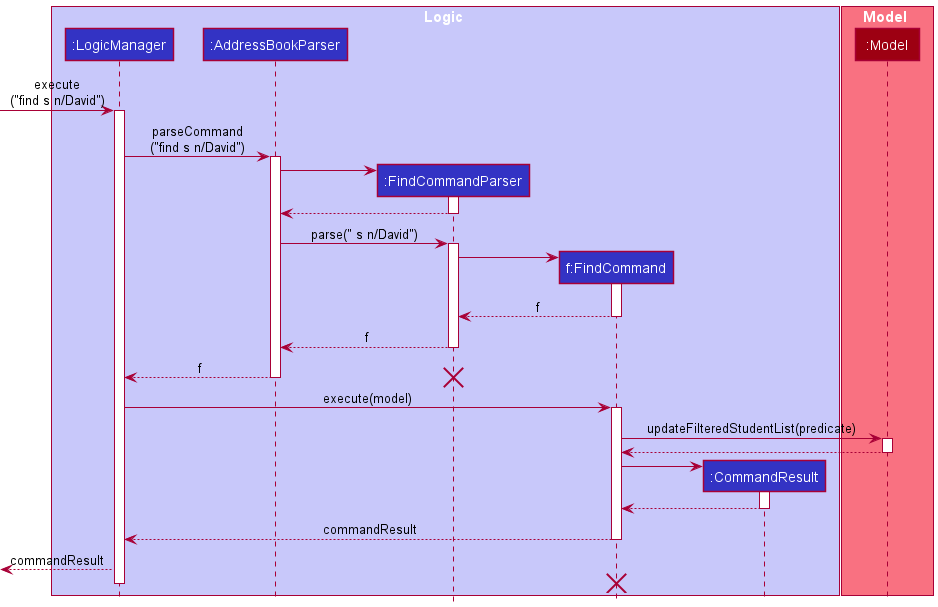 Logic
Model
:LogicManager
:AddressBookParser
:Model
execute
("find s n/David")
parseCommand
("find s n/David")
:FindCommandParser
parse(" s n/David")
f:FindCommand
f
f
f
execute(model)
updateFilteredStudentList(predicate)
:CommandResult
commandResult
commandResult